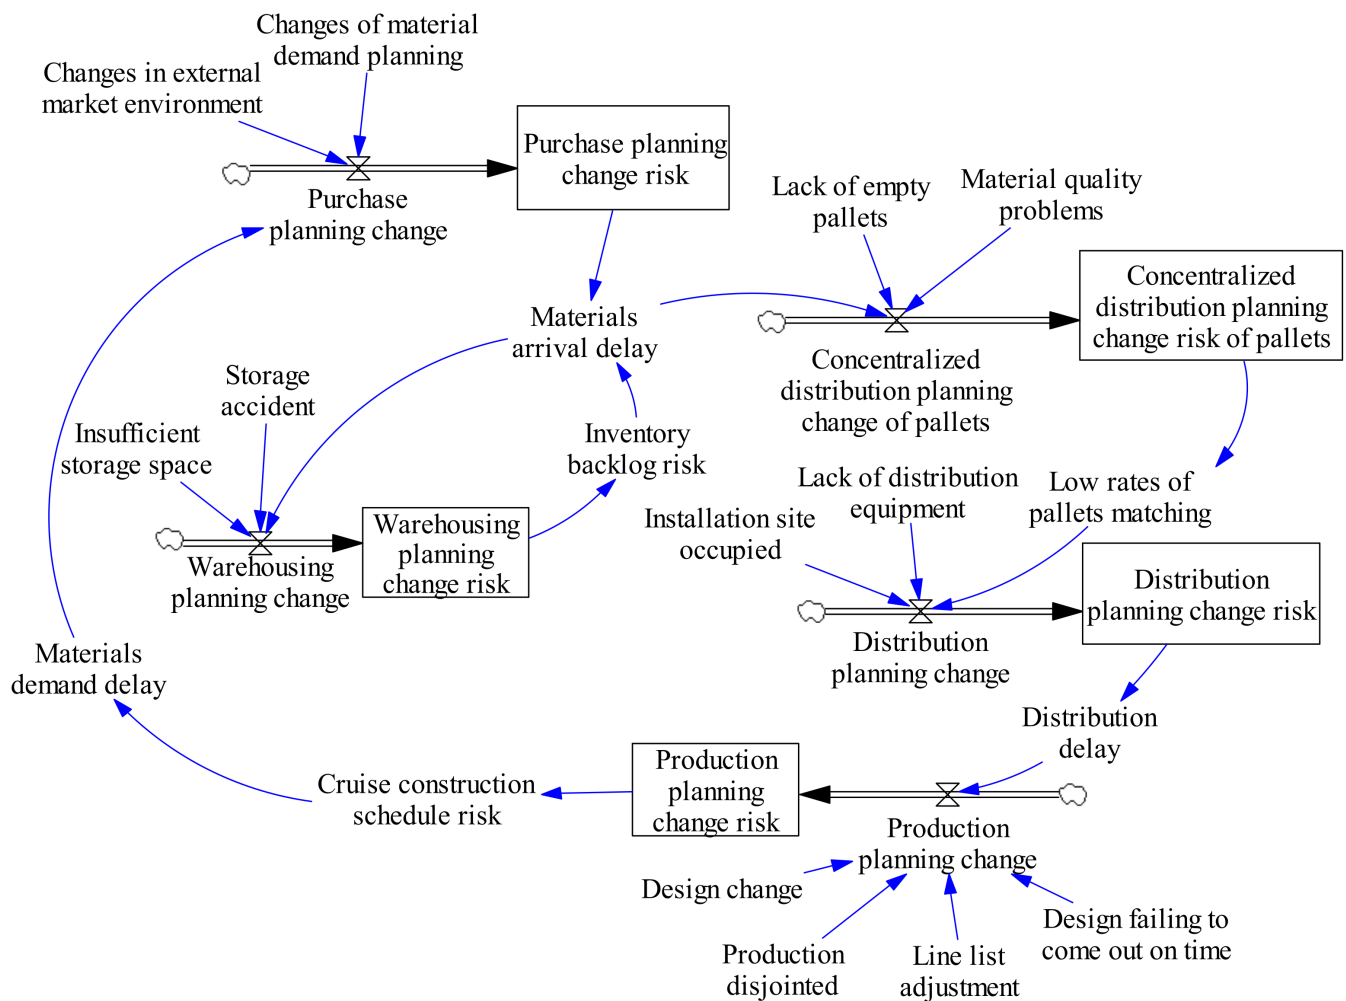 Changes of material
demand planning
Changes in external
market environment
Purchase planning
change risk
Purchase
planning change
Lack of empty
pallets
Material quality
problems
Concentralized
distribution planning
change risk of pallets
Materials
arrival delay
Concentralized
distribution planning
change of pallets
Storage
accident
Insufficient
storage space
Inventory
backlog risk
Warehousing
planning change
Warehousing
planning
change risk
Lack of distribution
equipment
Installation site
occupied
Low rates of
pallets matching
Distribution
planning change risk
Distribution
planning change
Materials
demand delay
Distribution
delay
Cruise construction
schedule risk
Production
planning
change risk
Production
planning change
Design change
Production
disjointed
Line list
adjustment
Design failing to
come out on time